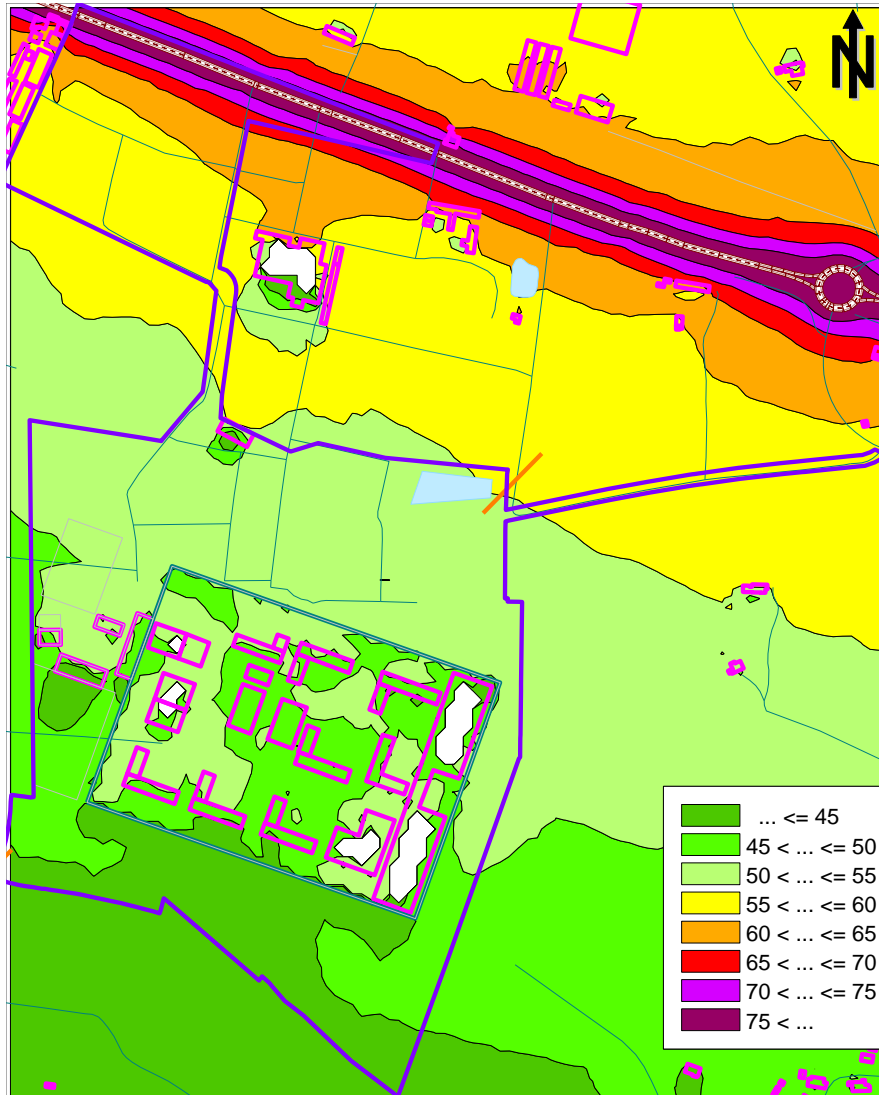 N
... <= 45
45 < ... <= 50
50 < ... <= 55
55 < ... <= 60
60 < ... <= 65
65 < ... <= 70
70 < ... <= 75
75 < ...